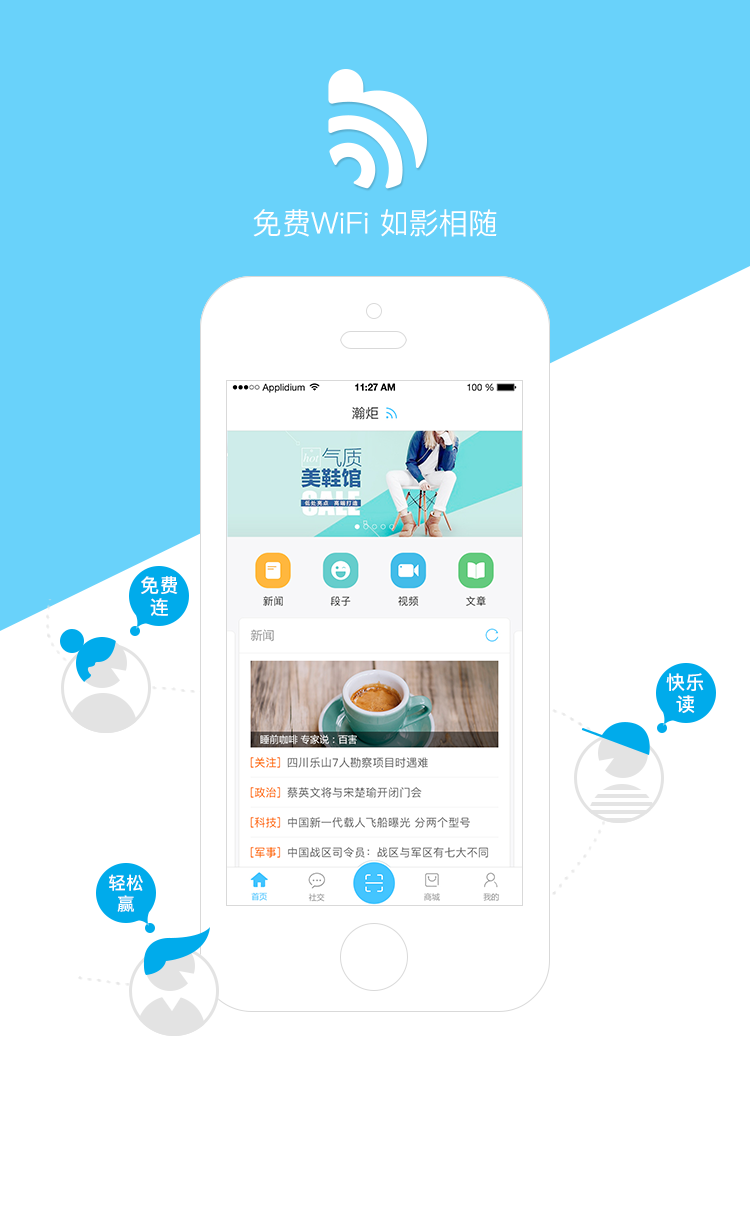 免费WiFi 如影相随
Applidium 11:27 AM 100 %
瀚炬
hot 气质
美鞋馆
SALE
低处亮点 高端打造
免费
连
新闻 段子 视频 文章
新闻
快乐
读
睡前咖啡 专家说：百害
[关注] 四川乐山7人勘察项目时遇难
[政治] 蔡英文将与宋楚瑜开闭门会
[科技] 中国新一代载人飞船曝光 分两个型号
[军事] 中国战区司令员：战区与军区有七大不同
轻松
赢
首页 社交 商城 我的